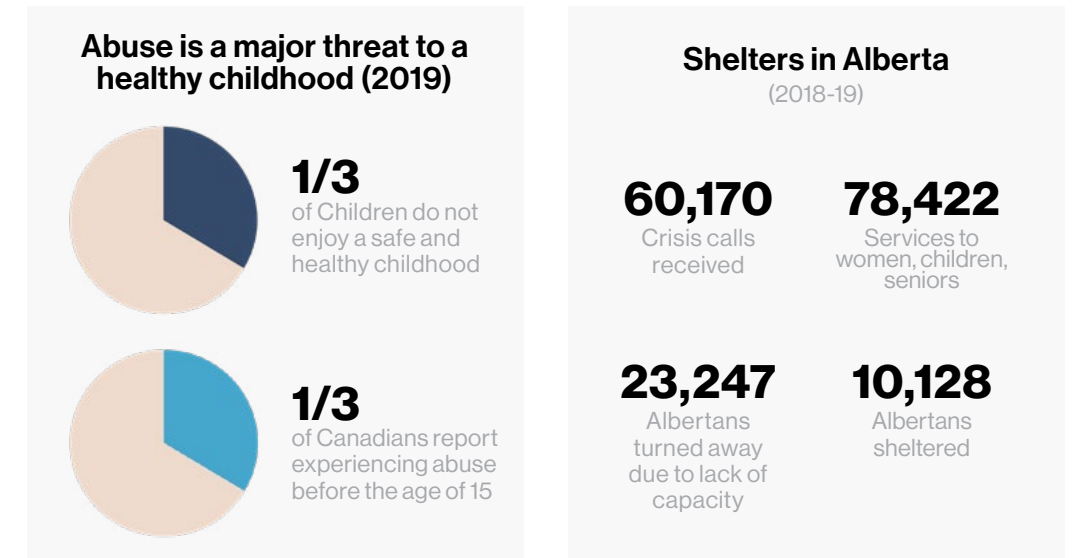 Abuse is a major threat to a
healthy childhood (2019)
1/3
of Children do not
enjoy a safe and
healthy childhood
1/3
of Canadians report
experiencing abuse
before the age of 15
Shelters in Alberta
(2018-19)
60,170
Crisis calls
received
78,422
Services to
women, children,
seniors
23,247
Albertans
turned away
due to lack of
capacity
10,128
Albertans
sheltered